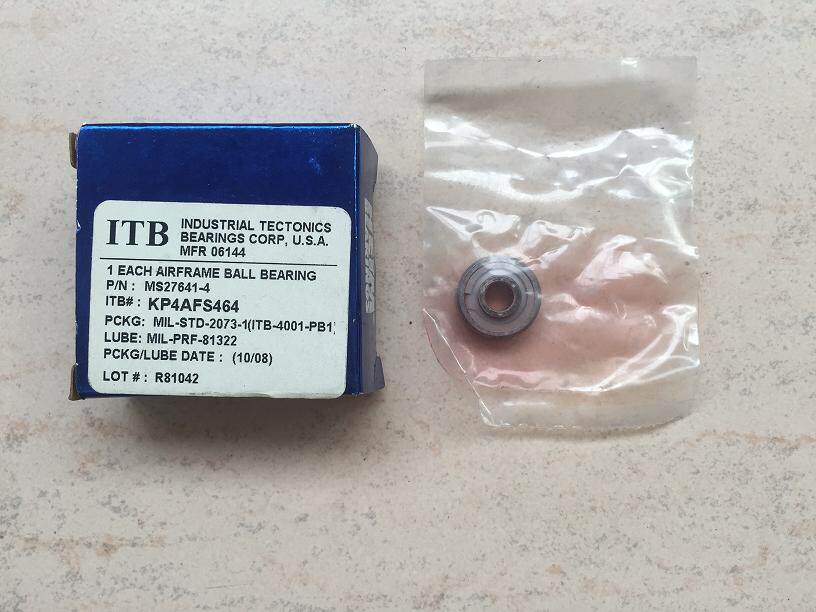 ITB
INDUSTRIAL TECTONICS
BEARINGS CORP, U.S.A.
MFR 06144
1 EACH AIRFRAME BALL BEARING
P/N : MS27641-4
ITB#: KP4AFS464
PCKG: MIL-STD-2073-1(ITB-4001-PB1)
LUBE: MIL-PRF-81322
PCKG/LUBE DATE : (10/08)
LOT # : R81042